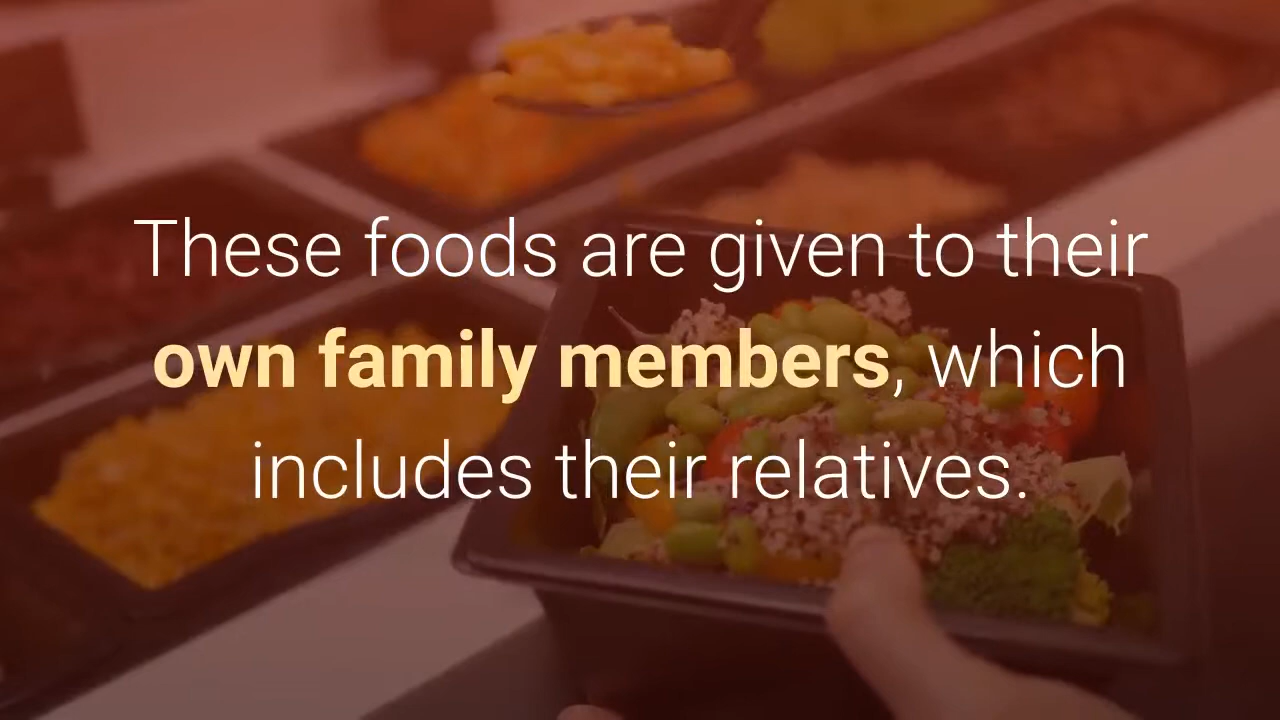 These foods are given to their
own family members, which
includes their relatives.